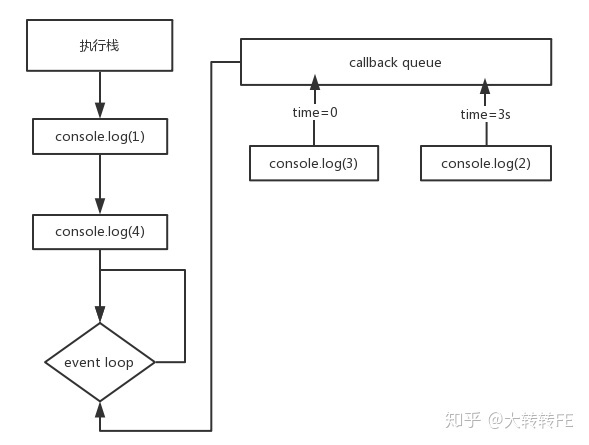 执行栈
callback queue
time=0
time=3s
console.log(1)
console.log(3)
console.log(2)
console.log(4)
event loop
知乎 @大转转FE